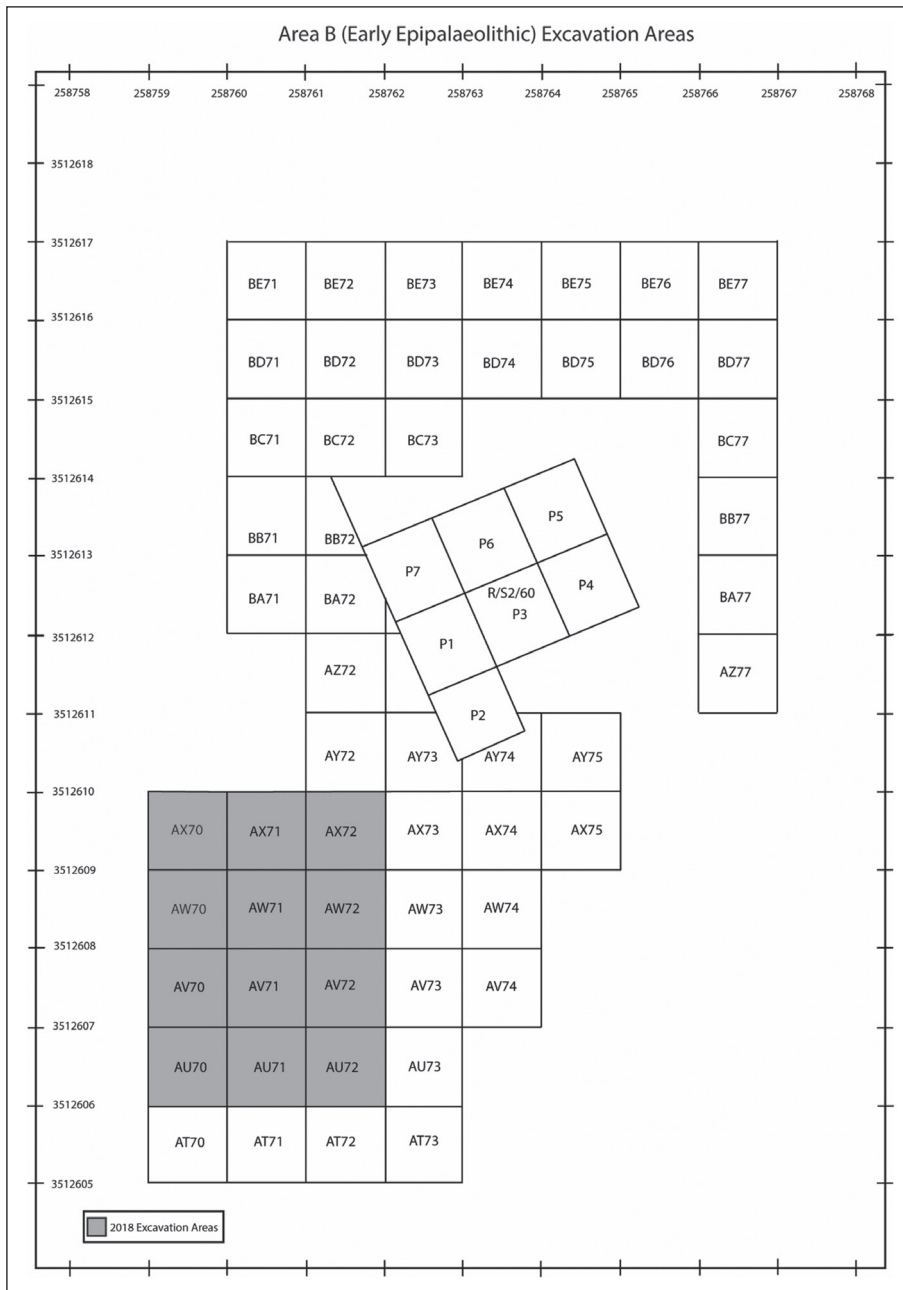 Area B (Early Epipalaeolithic) Excavation Areas
258758 258759 258760 258761 258762 258763 258764 258765 258766 258767 258768
3512618
3512617
BE71 BE72 BE73 BE74 BE75 BE76 BE77
3512616
BD71 BD72 BD73 BD74 BD75 BD76 BD77
3512615
BC71 BC72 BC73 BC77
3512614
P5
BB71 BB72 P6 BB77
3512613
P7
R/S2/60 P4
BA71 BA72 P3 BA77
3512612
P1
AZ72 AZ77
3512611
P2
AY72 AY73 AY74 AY75
3512610
AX70 AX71 AX72 AX73 AX74 AX75
3512609
AW70 AW71 AW72 AW73 AW74
3512608
AV70 AV71 AV72 AV73 AV74
3512607
AU70 AU71 AU72 AU73
3512606
AT70 AT71 AT72 AT73
3512605
2018 Excavation Areas